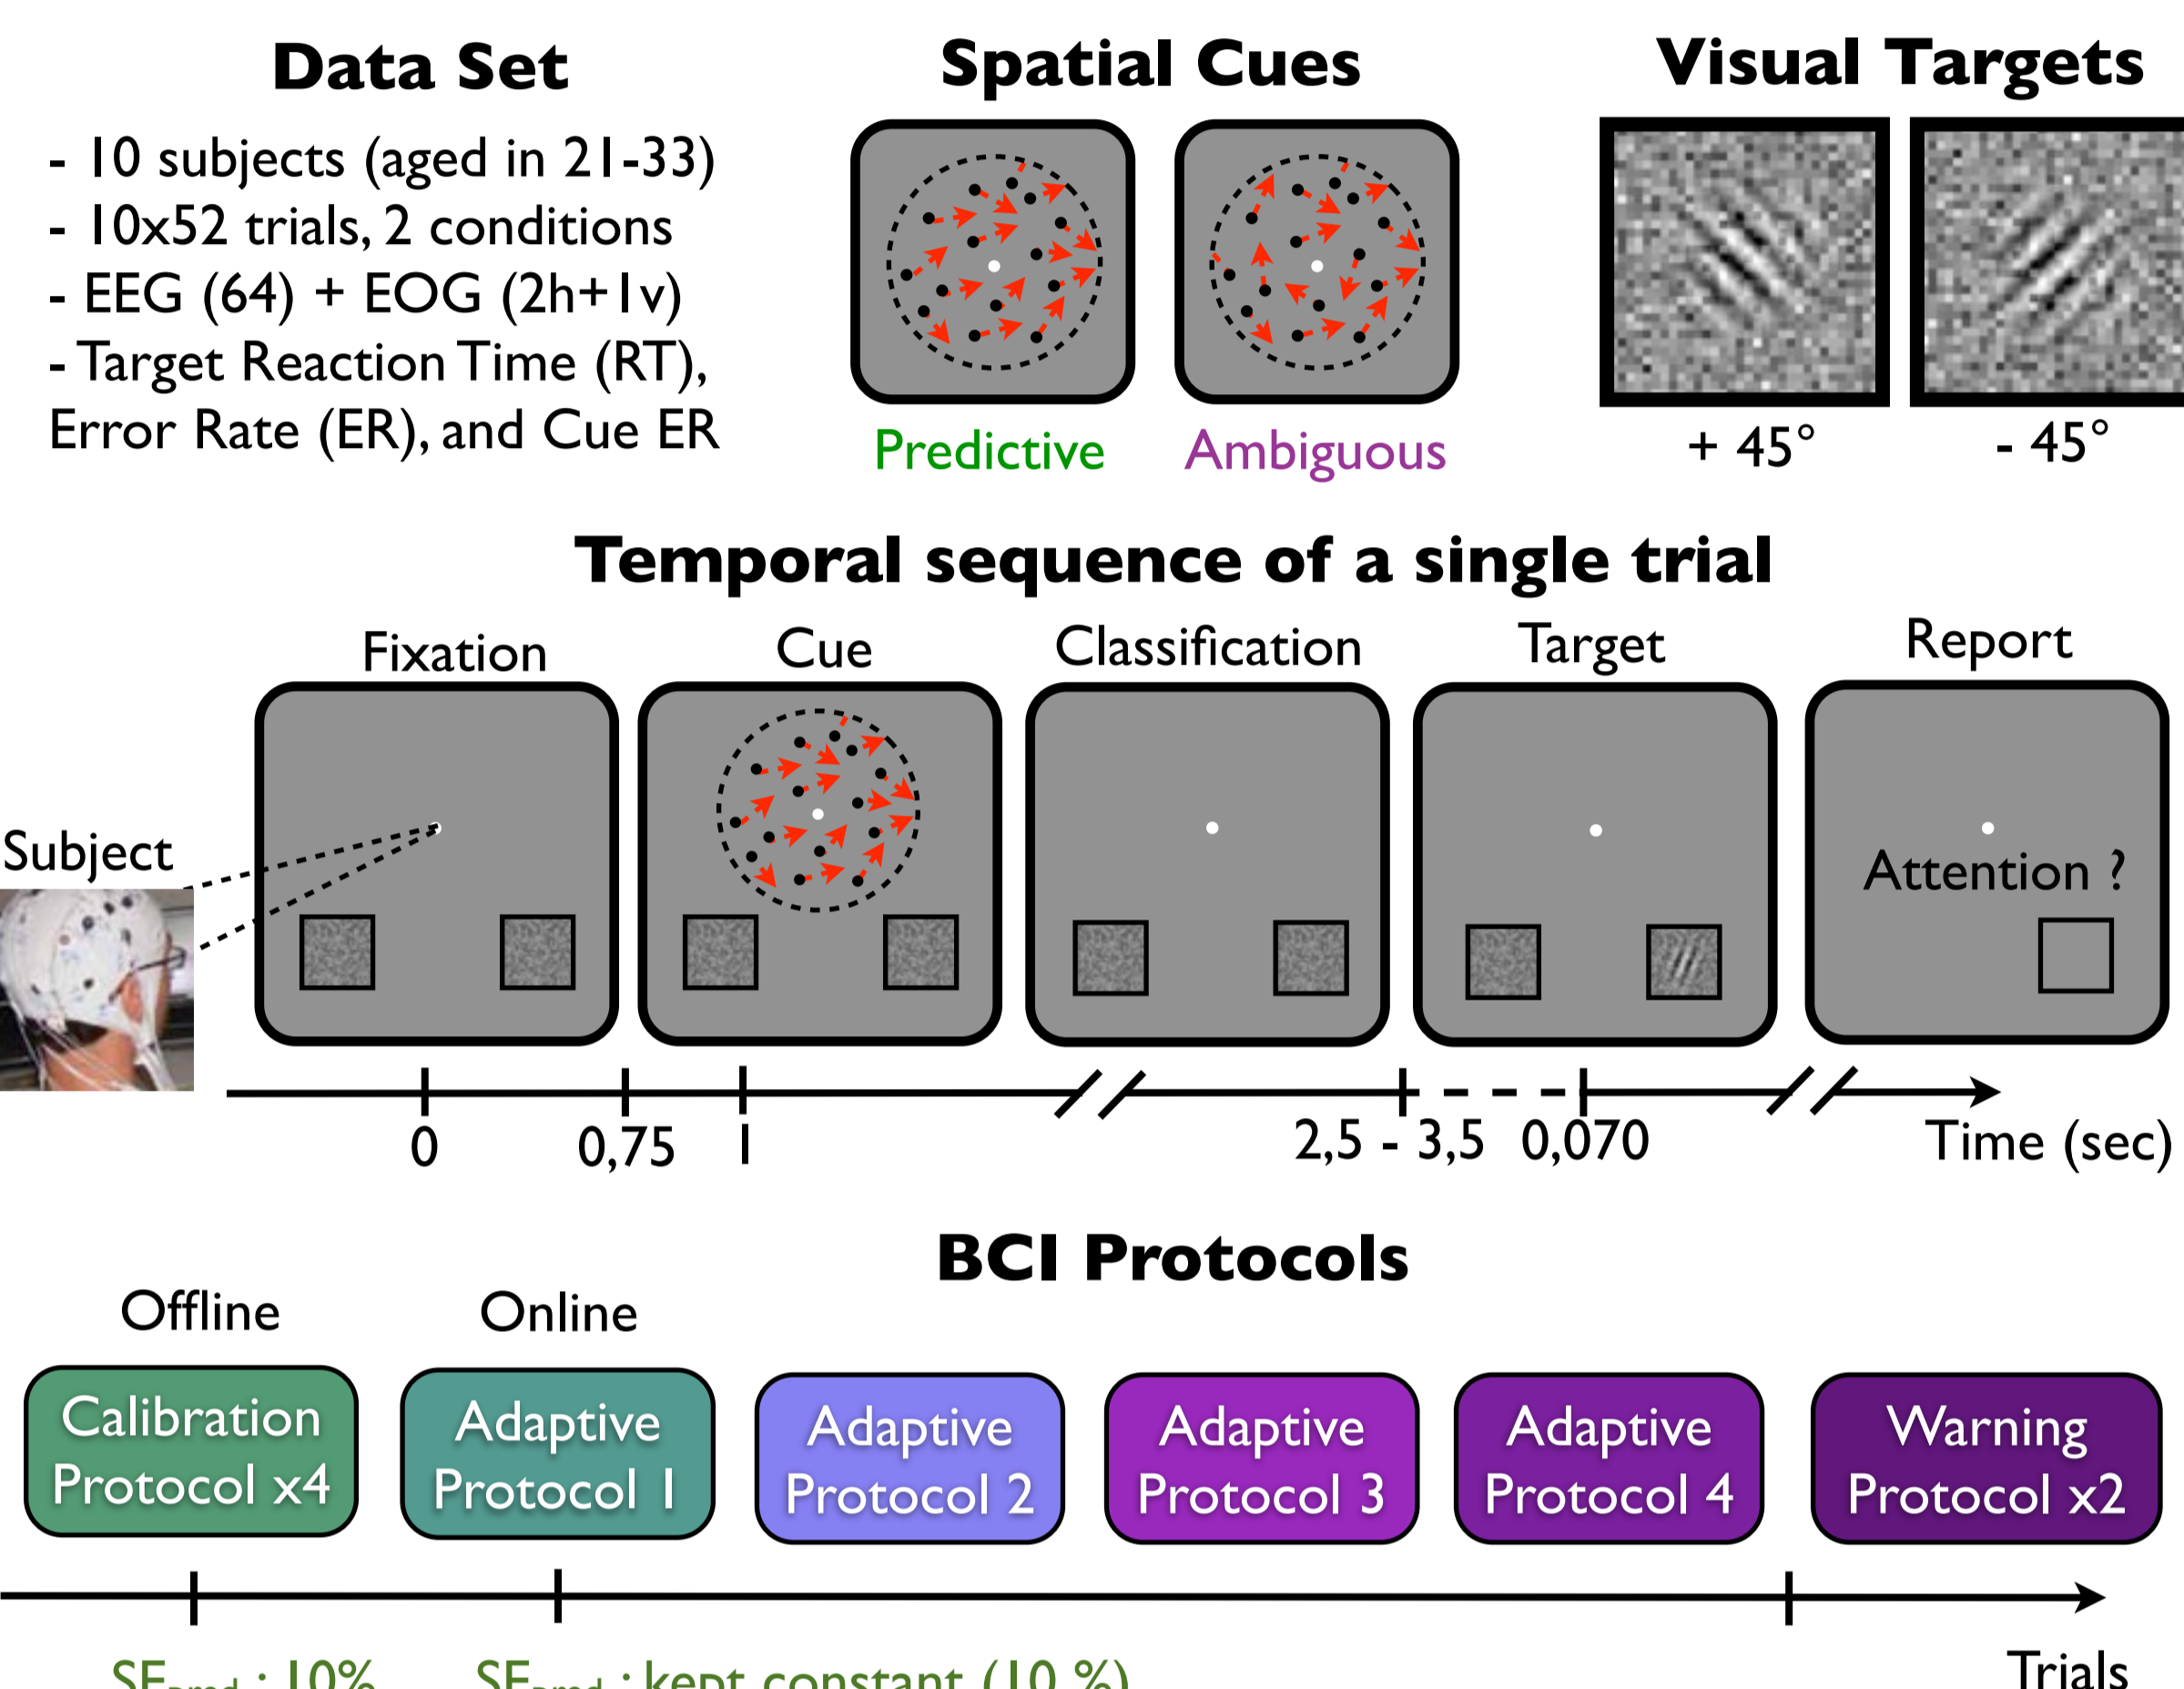 Data Set
- 10 subjects (aged in 21-33)
- 10x52 trials, 2 conditions
- EEG (64) + EOG (2h+1v)
- Target Reaction Time (RT),
Error Rate (ER), and Cue ER
Spatial Cues
Predictive
Ambiguous
Visual Targets
+ 45°
- 45°
Temporal sequence of a single trial
Fixation
Cue
Classification
Target
Report
Subject
Attention ?
0
0,75
1
2,5 - 3,5
0,070
Time (sec)
BCI Protocols
Offline
Online
Calibration
Protocol x4
Adaptive
Protocol 1
Adaptive
Protocol 2
Adaptive
Protocol 3
Adaptive
Protocol 4
Warning
Protocol x2
: 10%
: kept constant (10 %)
Trials